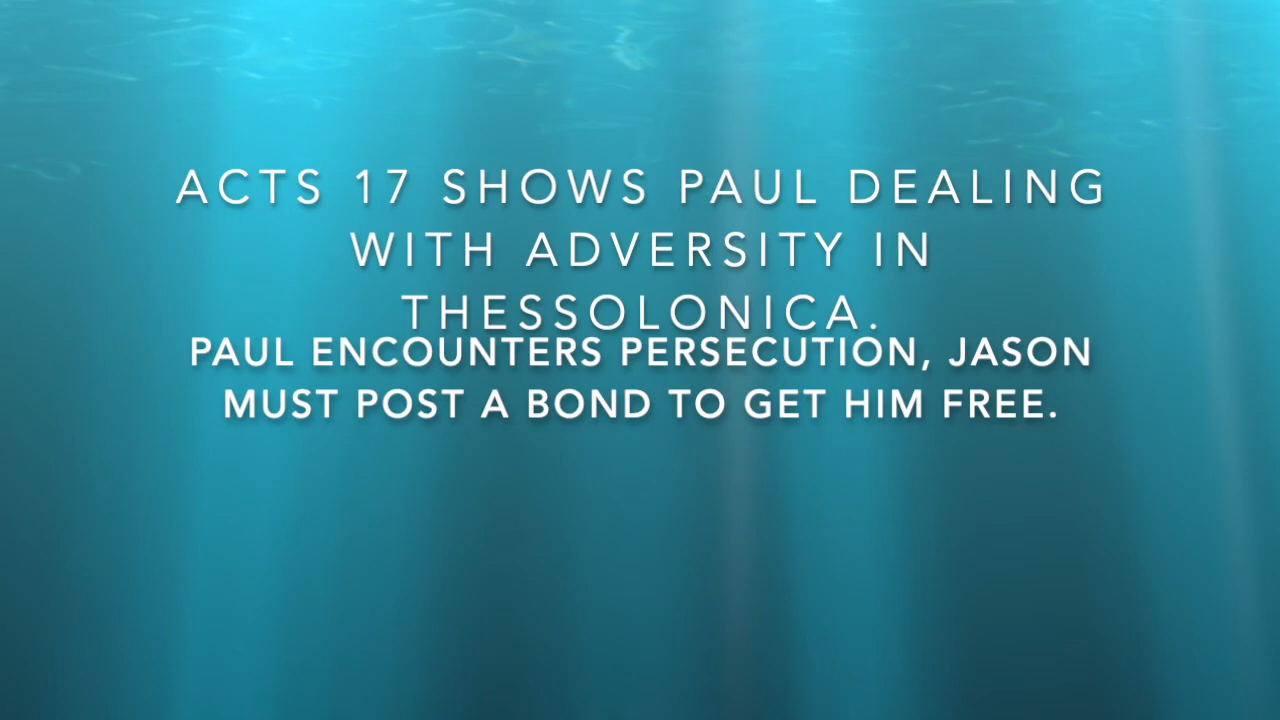 ACTS 17 SHOWS PAUL DEALING
WITH ADVERSITY IN
THESSOLONICA.
PAUL ENCOUNTERS PERSECUTION, JASON
MUST POST A BOND TO GET HIM FREE.